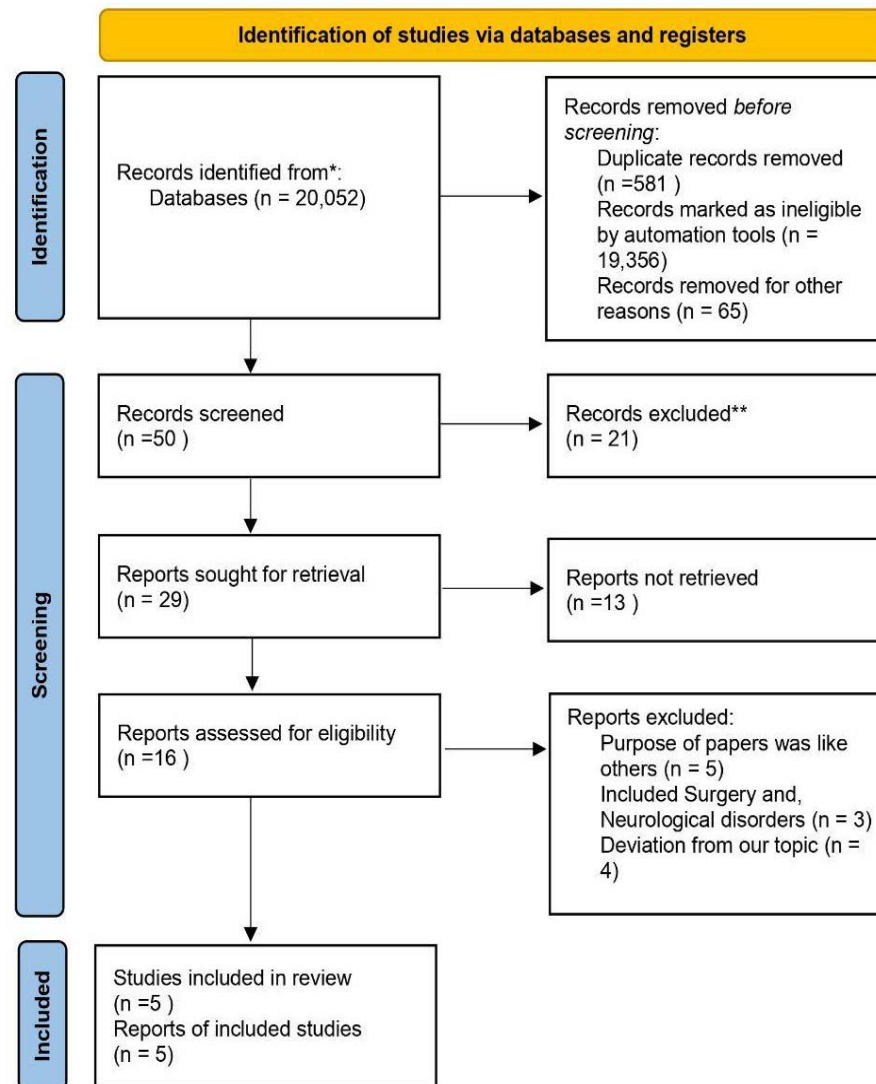 Identification of studies via databases and registers
Identification
Records identified from*:
Databases (n = 20,052)
Records removed before
screening:
Duplicate records removed
(n =581 )
Records marked as ineligible
by automation tools (n =
19,356)
Records removed for other
reasons (n = 65)
Screening
Records screened
(n =50 )
Records excluded**
(n = 21)
Reports sought for retrieval
(n = 29)
Reports not retrieved
(n =13 )
Reports assessed for eligibility
(n =16 )
Reports excluded:
Purpose of papers was like
others (n = 5)
Included Surgery and,
Neurological disorders (n = 3)
Deviation from our topic (n =
4)
Included
Studies included in review
(n =5 )
Reports of included studies
(n = 5)